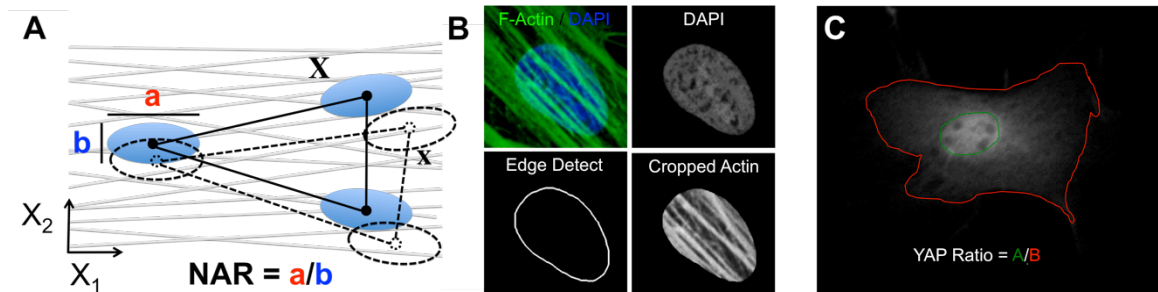 A
X
a
b
x
X2
X1
NAR = a/b
B
F-Actin / DAPI
DAPI
Edge Detect
Cropped Actin
C
YAP Ratio = A/B